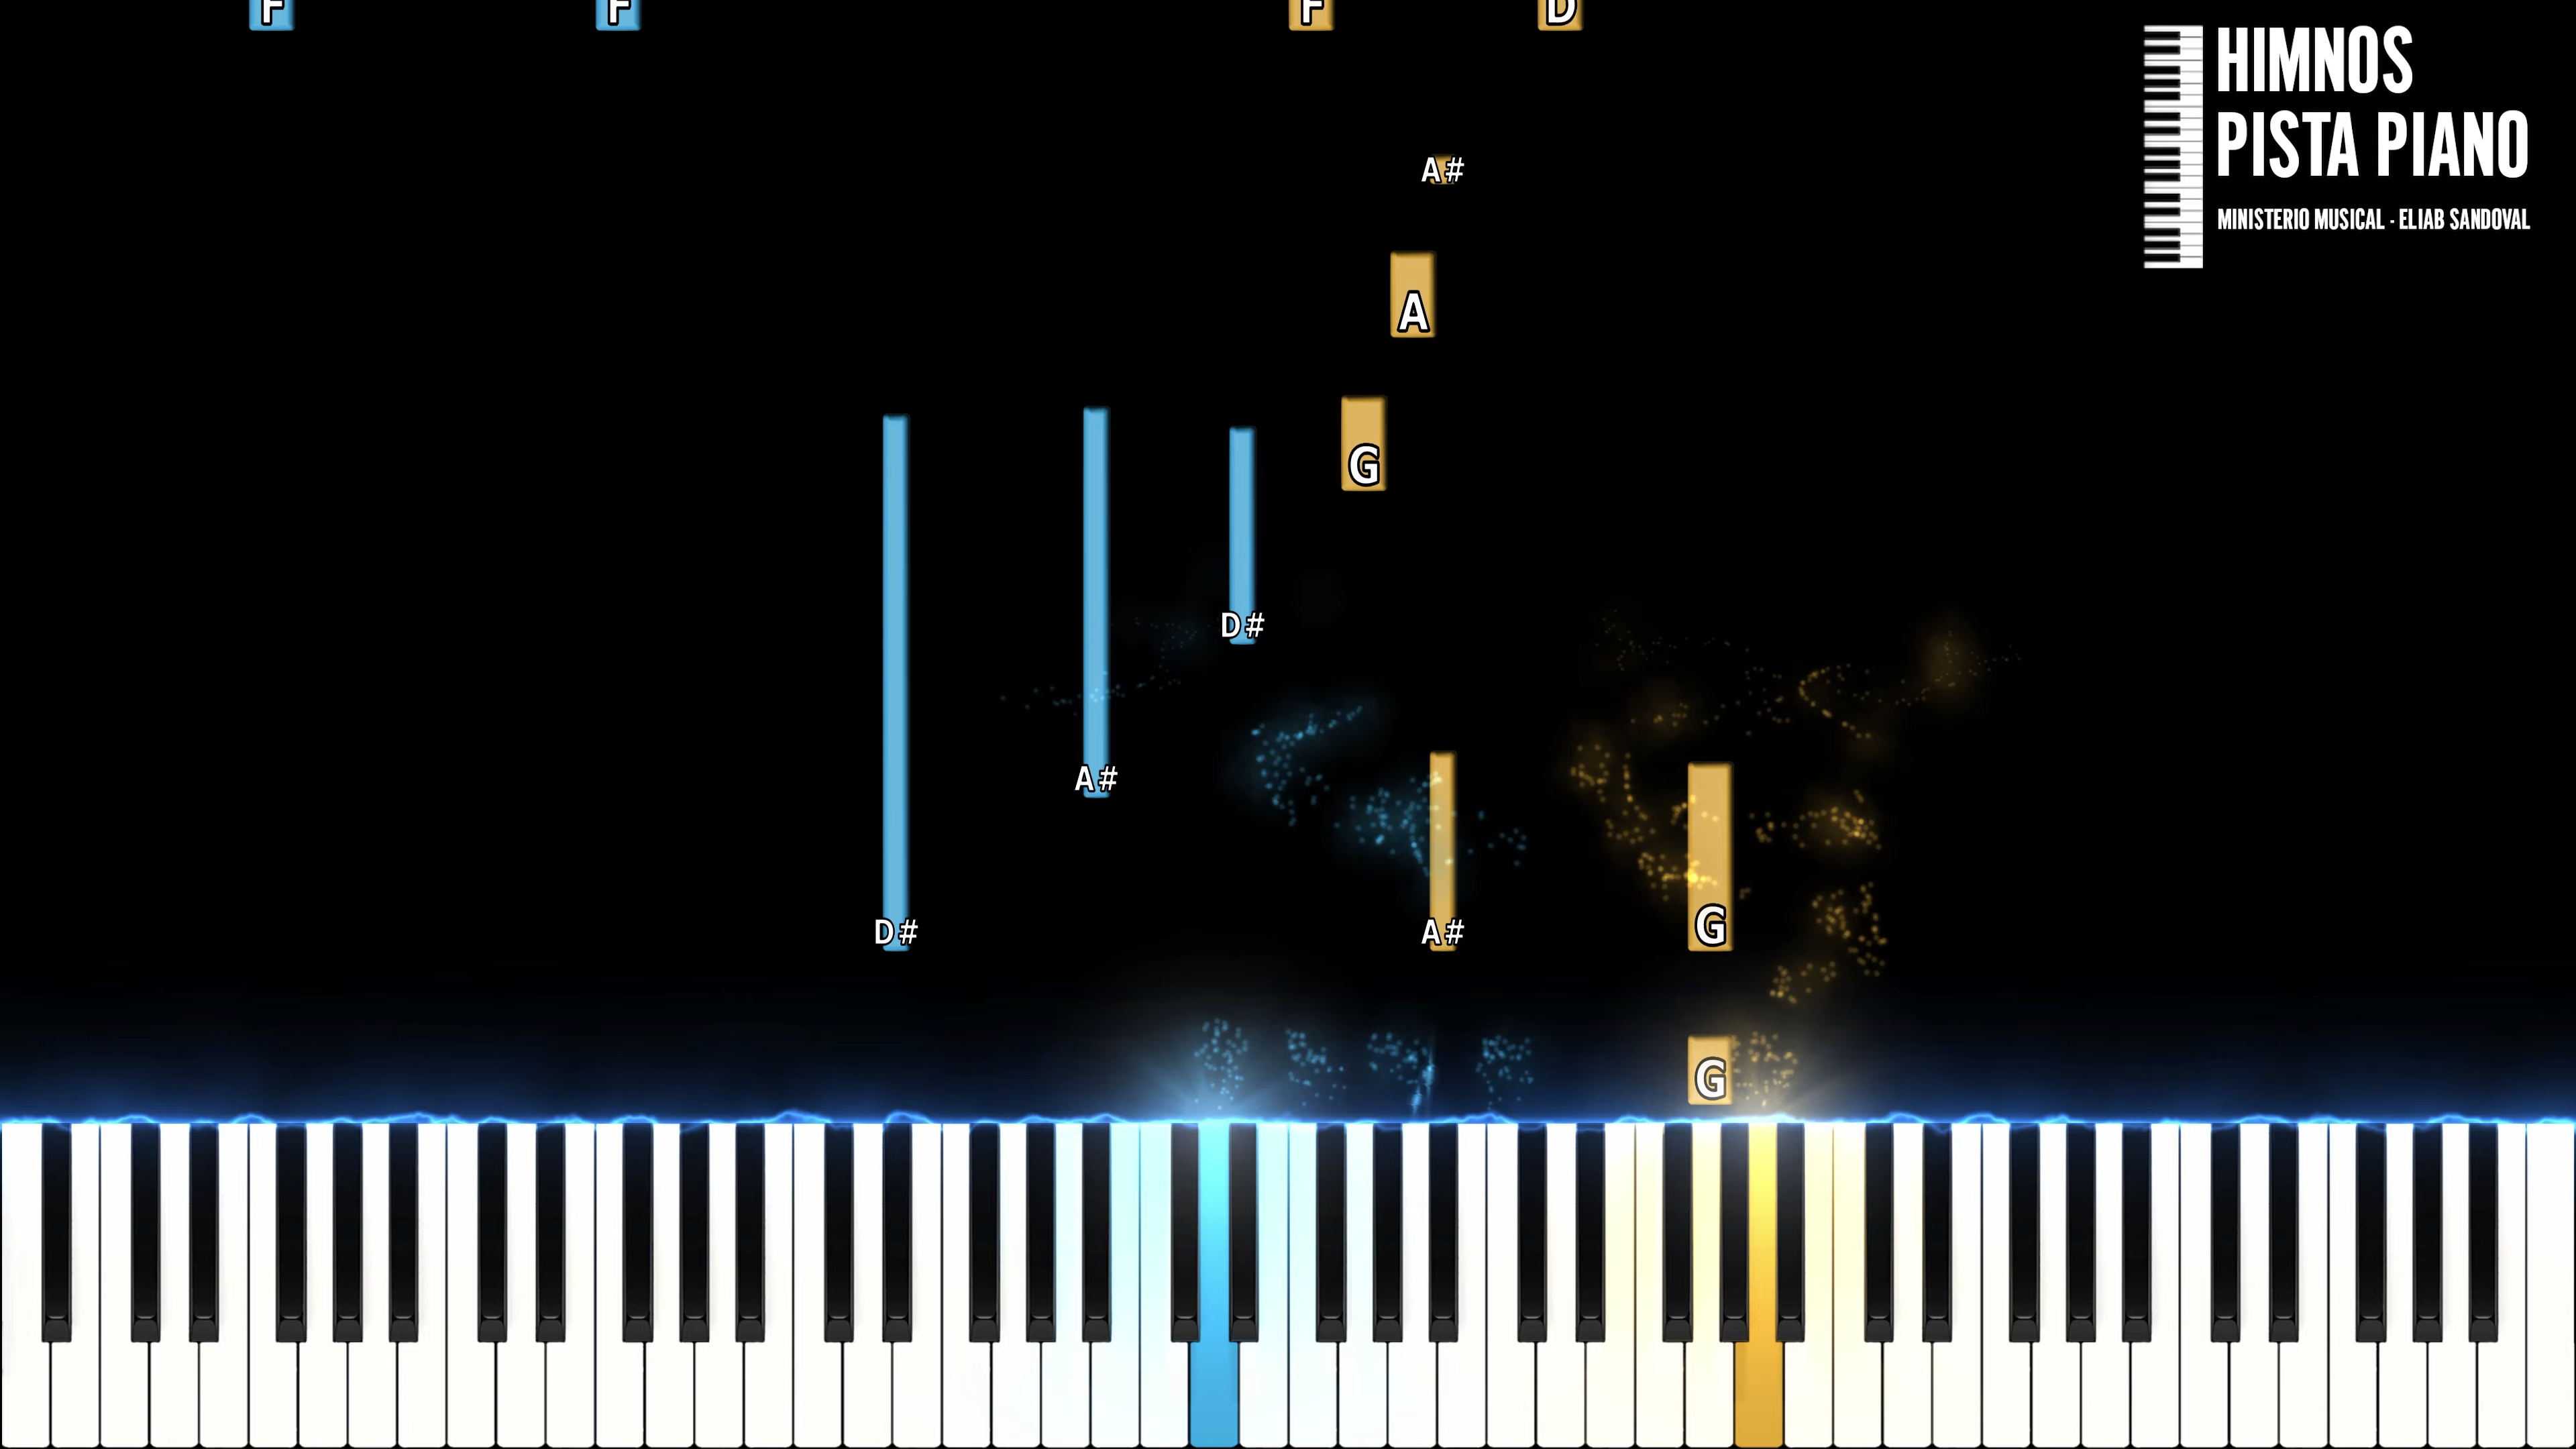 F F F D
HIMNOS
PISTA PIANO
MINISTERIO MUSICAL - ELIAB SANDOVAL
A#
A
G
D#
A#
D# A# G
G